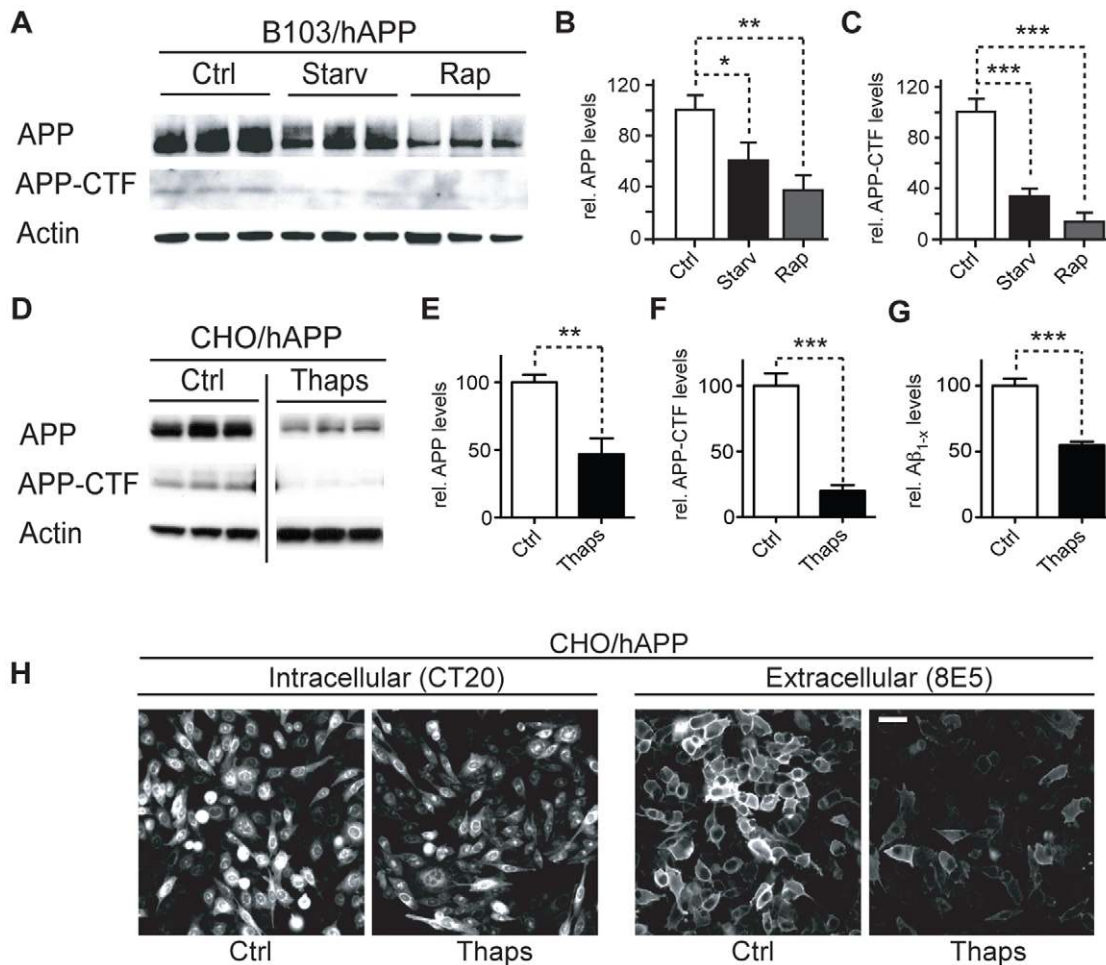 A
B103/hAPP
Ctrl Starv Rap
APP
APP-CTF
Actin
B
**
*
rel. APP levels
120
80
40
0
Ctrl Starv Rap
C
***
***
rel. APP-CTF levels
120
80
40
0
Ctrl Starv Rap
D
CHO/hAPP
Ctrl Thaps
APP
APP-CTF
Actin
E
**
rel. APP levels
100
50
0
Ctrl Thaps
F
***
rel. APP-CTF levels
100
50
0
Ctrl Thaps
G
***
rel. Aβ1-x levels
100
50
0
Ctrl Thaps
H
CHO/hAPP
Intracellular (CT20) Extracellular (8E5)
Ctrl Thaps Ctrl Thaps